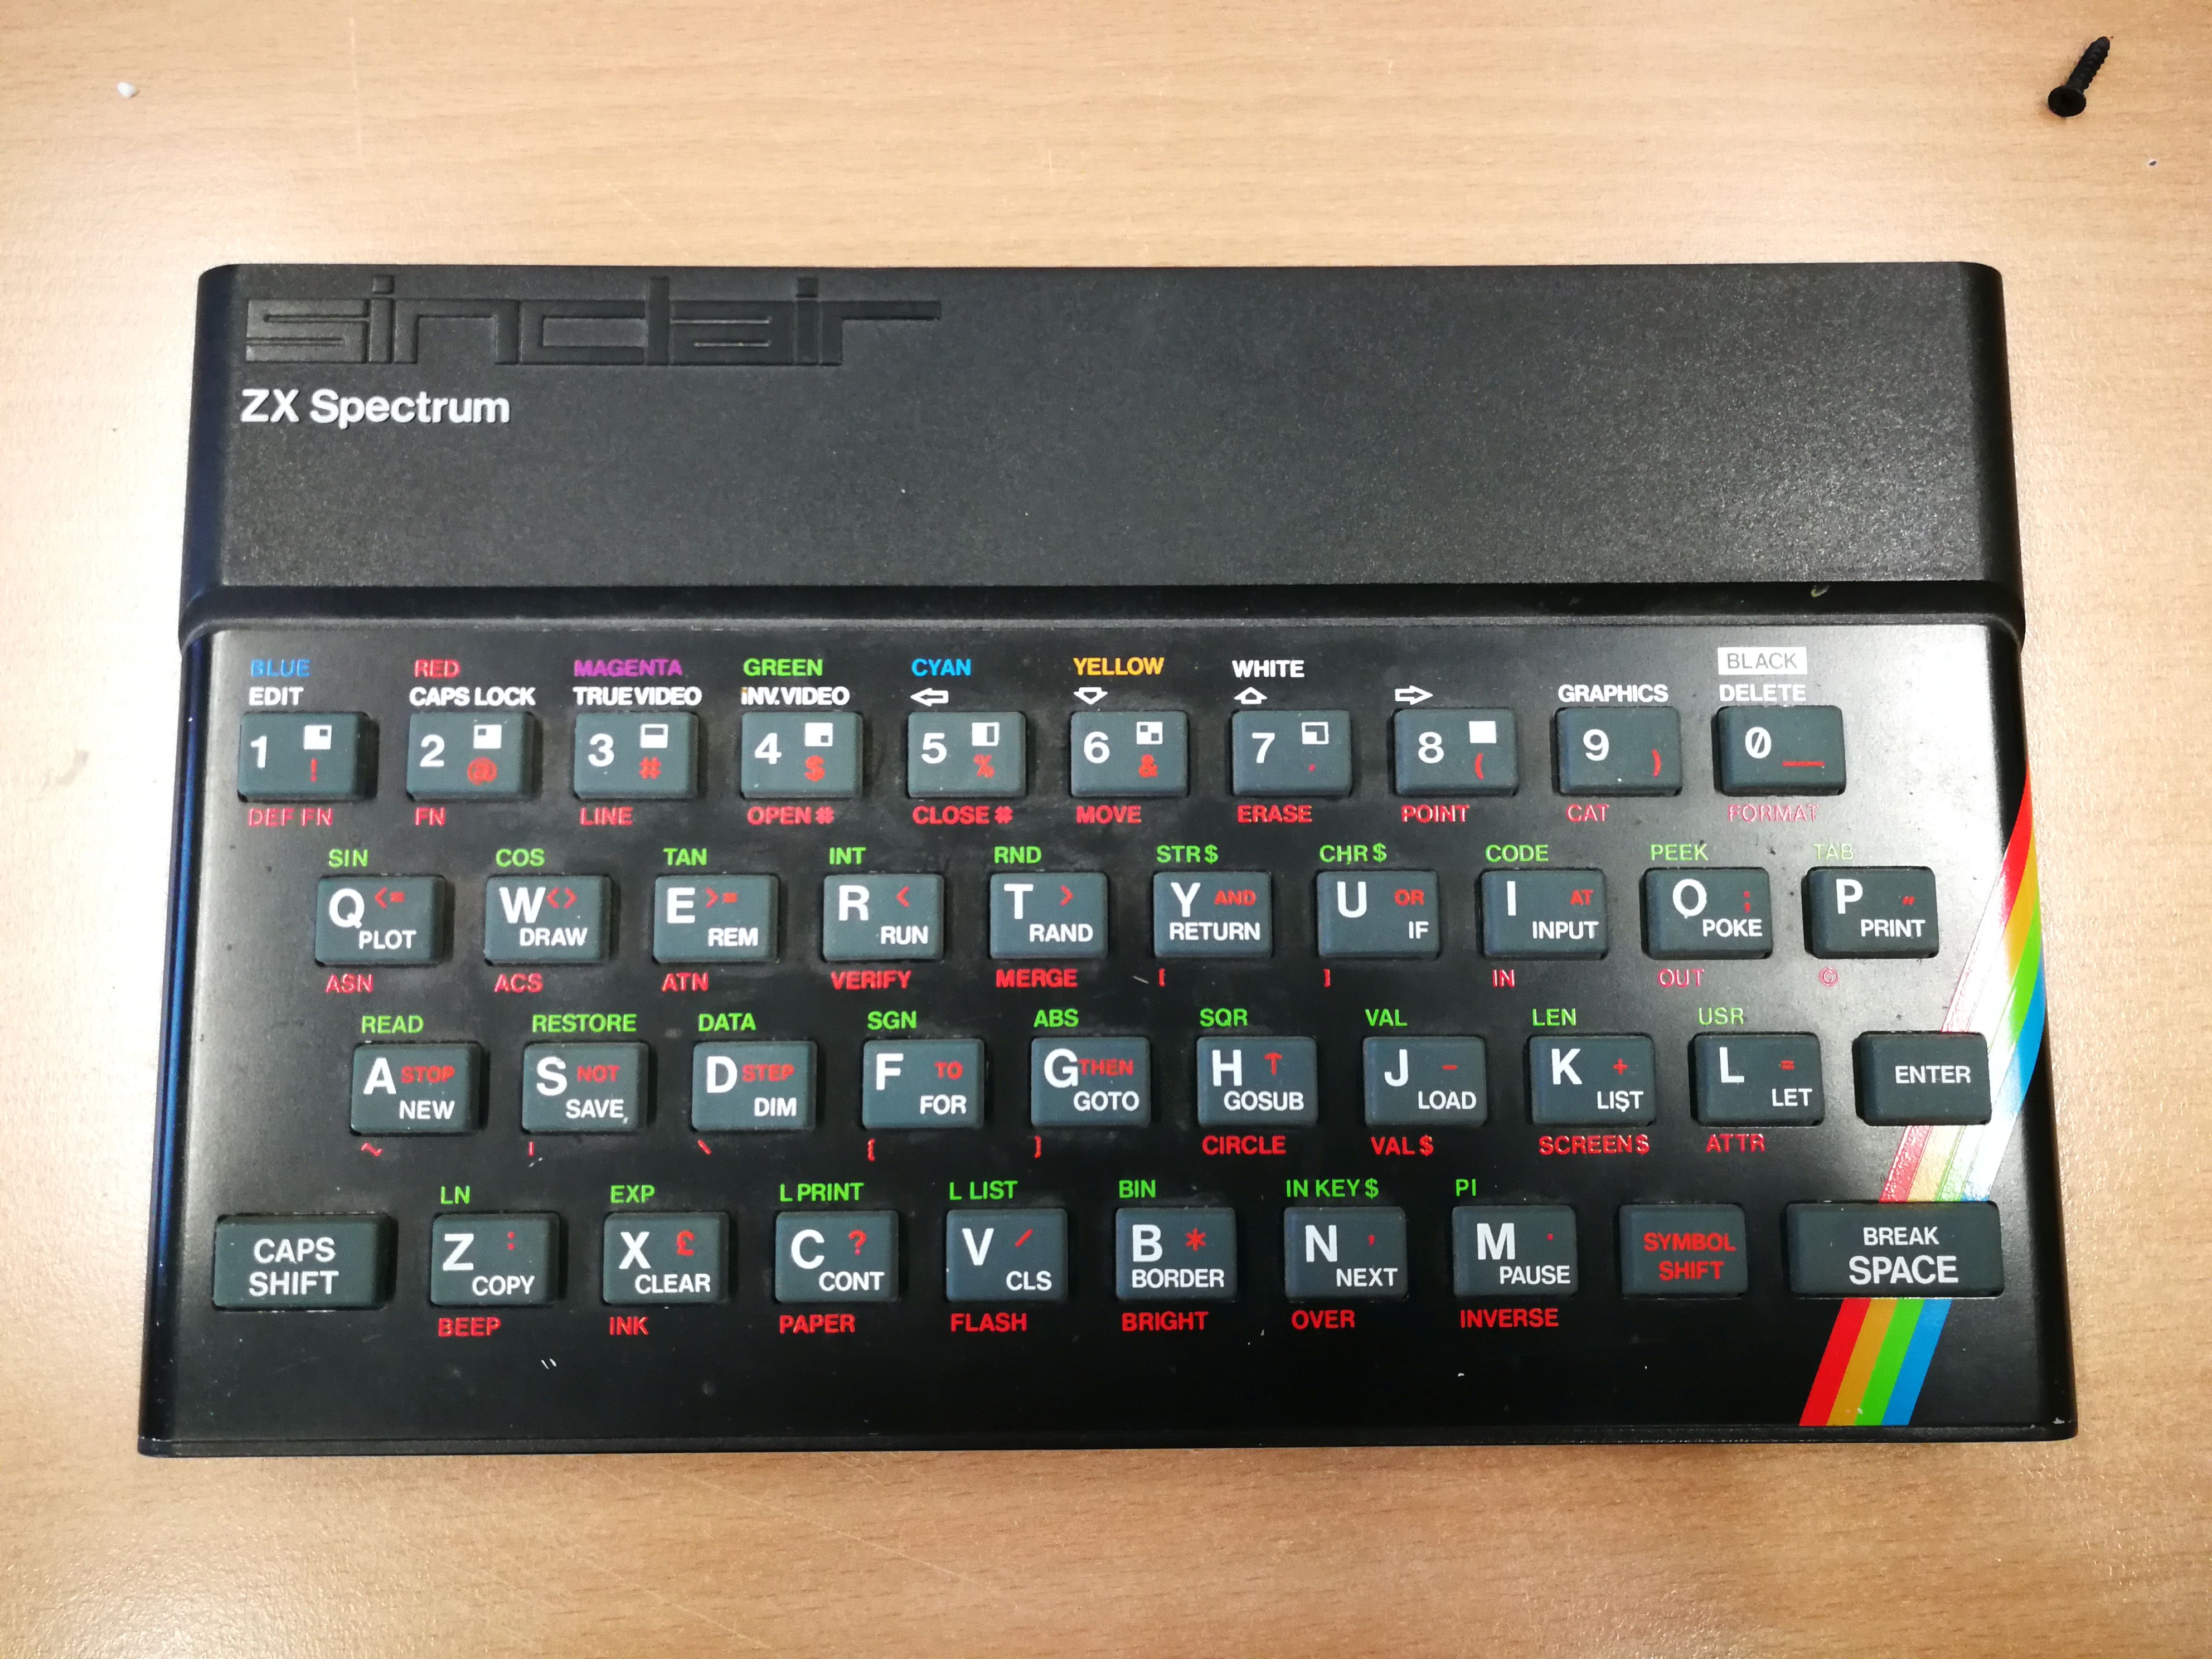 sinclair
ZX Spectrum
BLUE RED MAGENTA GREEN CYAN YELLOW WHITE BLACK
EDIT CAPS LOCK TRUE VIDEO INV. VIDEO ⇦ ⇩ ⇧ ⇨ GRAPHICS DELETE
1 ! 2 @ 3 # 4 $ 5 % 6 & 7 ' 8 ( 9 ) 0 _
DEF FN FN LINE OPEN # CLOSE # MOVE ERASE POINT CAT FORMAT
SIN COS TAN INT RND STR $ CHR $ CODE PEEK TAB
Q <= W <> E >= R < T > Y AND U OR I AT O ; P "
PLOT DRAW REM RUN RAND RETURN IF INPUT POKE PRINT
ASN ACS ATN VERIFY MERGE [ ] IN OUT ©
READ RESTORE DATA SGN ABS SQR VAL LEN USR
A STOP S NOT D STEP F TO G THEN H ↑ J - K + L = ENTER
NEW SAVE DIM FOR GOTO GOSUB LOAD LIST LET
~ | \ { } CIRCLE VAL $ SCREEN $ ATTR
LN EXP L PRINT L LIST BIN IN KEY $ PI
CAPS Z : X £ C ? V / B * N , M . SYMBOL BREAK
SHIFT COPY CLEAR CONT CLS BORDER NEXT PAUSE SHIFT SPACE
BEEP INK PAPER FLASH BRIGHT OVER INVERSE